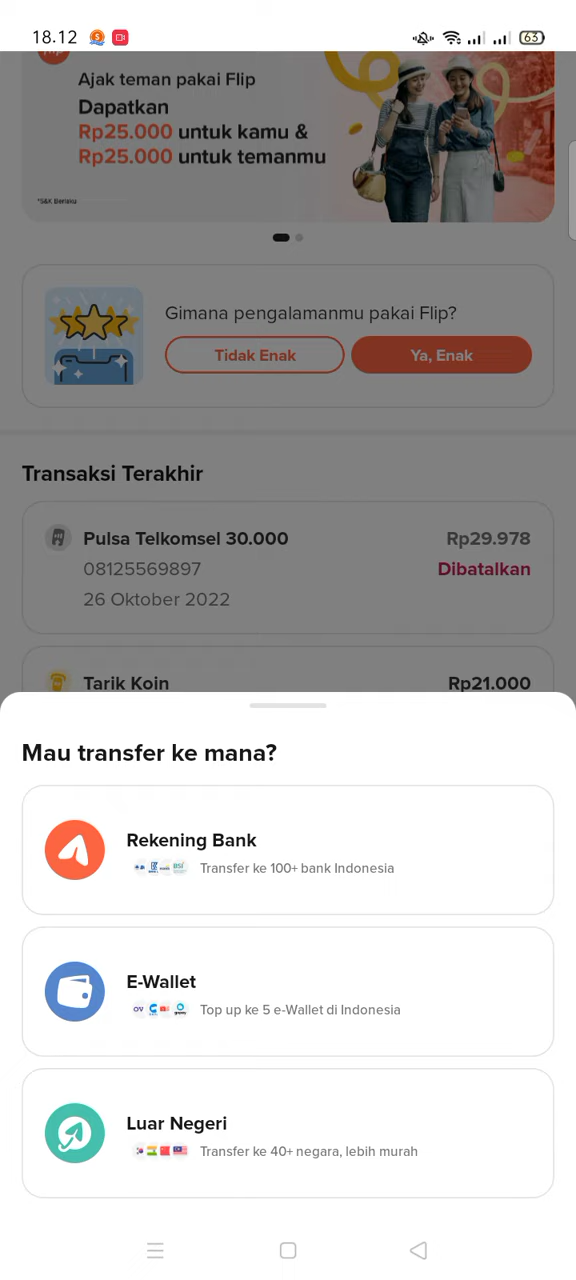 18.12
63
Ajak teman pakai Flip
Dapatkan
Rp25.000 untuk kamu &
Rp25.000 untuk temanmu
*S&K Berlaku
Gimana pengalamanmu pakai Flip?
Tidak Enak
Ya, Enak
Transaksi Terakhir
Pulsa Telkomsel 30.000 Rp29.978
08125569897 Dibatalkan
26 Oktober 2022
Tarik Koin Rp21.000
Mau transfer ke mana?
Rekening Bank
Transfer ke 100+ bank Indonesia
E-Wallet
Top up ke 5 e-Wallet di Indonesia
Luar Negeri
Transfer ke 40+ negara, lebih murah